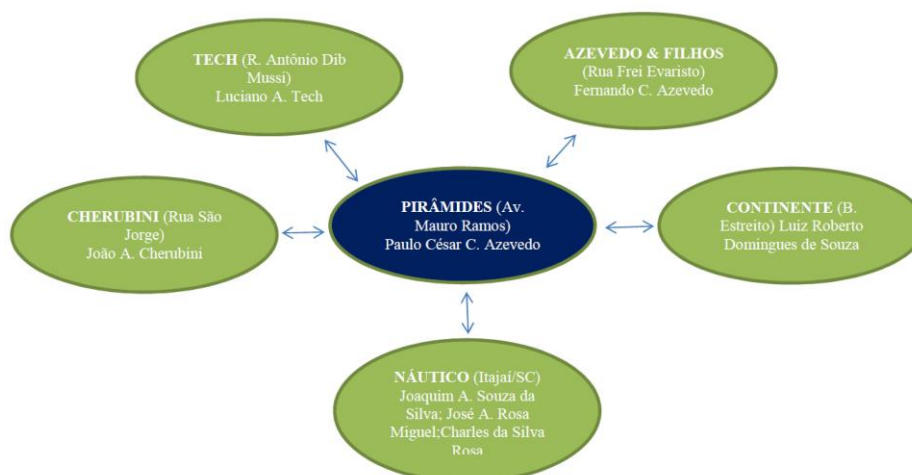 TECH (R. Antônio Dib
Mussi)
Luciano A. Tech
AZEVEDO & FILHOS
(Rua Frei Evaristo)
Fernando C. Azevedo
CHERUBINI (Rua São
Jorge)
João A. Cherubini
PIRÂMIDES (Av.
Mauro Ramos)
Paulo César C. Azevedo
CONTINENTE (B.
Estreito) Luiz Roberto
Domingues de Souza
NÁUTICO (Itajaí/SC)
Joaquim A. Souza da
Silva; José A. Rosa
Miguel;Charles da Silva
Rosa